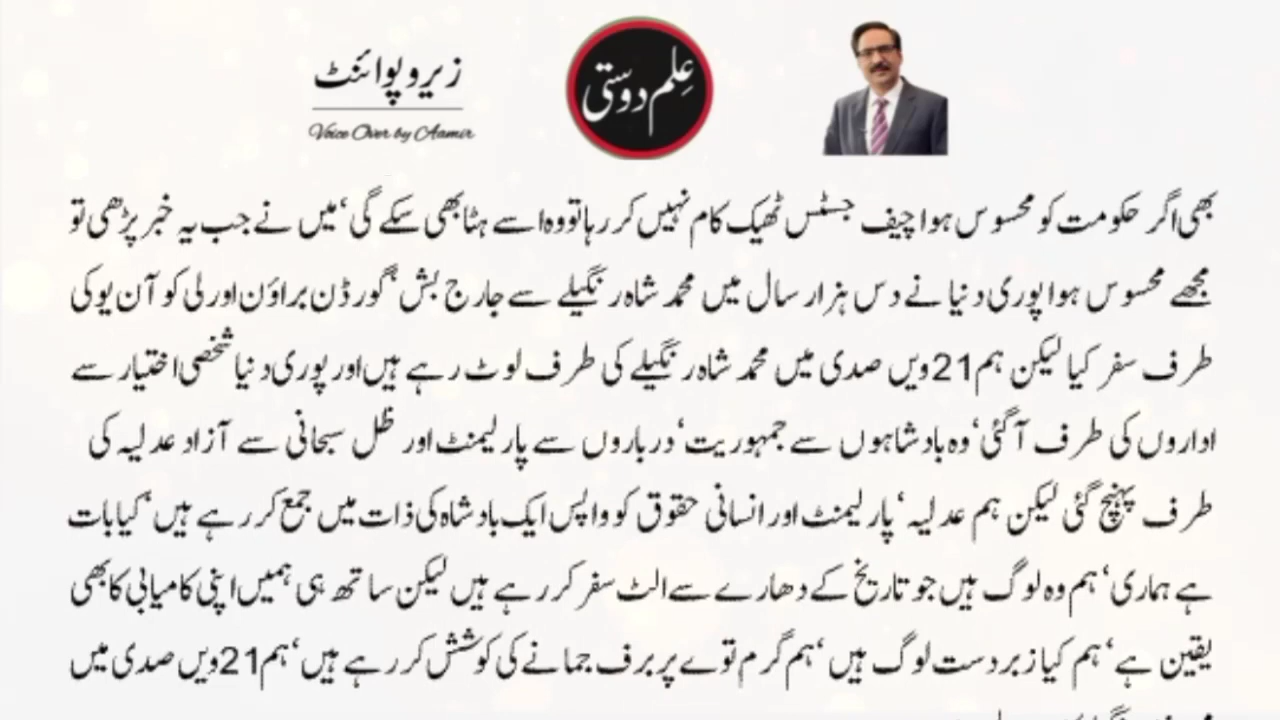 زیرو پوائنٹ
Voice Over by Aamir
علم دوستی
بھی اگر حکومت کو محسوس ہوا چیف جسٹس ٹھیک کام نہیں کر رہا تو وہ اسے ہٹا بھی سکے گی‘ میں نے جب یہ خبر پڑھی تو
مجھے محسوس ہوا پوری دنیا نے دس ہزار سال میں محمد شاہ رنگیلے سے جارج بش‘ گورڈن براؤن اور لی کو آن یو کی
طرف سفر کیا لیکن ہم 21 ویں صدی میں محمد شاہ رنگیلے کی طرف لوٹ رہے ہیں اور پوری دنیا شخصی اختیار سے
اداروں کی طرف آ گئی‘ وہ بادشاہوں سے جمہوریت‘ درباروں سے پارلیمنٹ اور ظل سبحانی سے آزاد عدلیہ کی
طرف پہنچ گئی لیکن ہم عدلیہ‘ پارلیمنٹ اور انسانی حقوق کو واپس ایک بادشاہ کی ذات میں جمع کر رہے ہیں‘ کیا بات
ہے ہماری‘ ہم وہ لوگ ہیں جو تاریخ کے دھارے سے الٹ سفر کر رہے ہیں لیکن ساتھ ہی ہمیں اپنی کامیابی کا بھی
یقین ہے‘ ہم کیا زبردست لوگ ہیں‘ ہم گرم توے پر برف جمانے کی کوشش کر رہے ہیں‘ ہم 21 ویں صدی میں